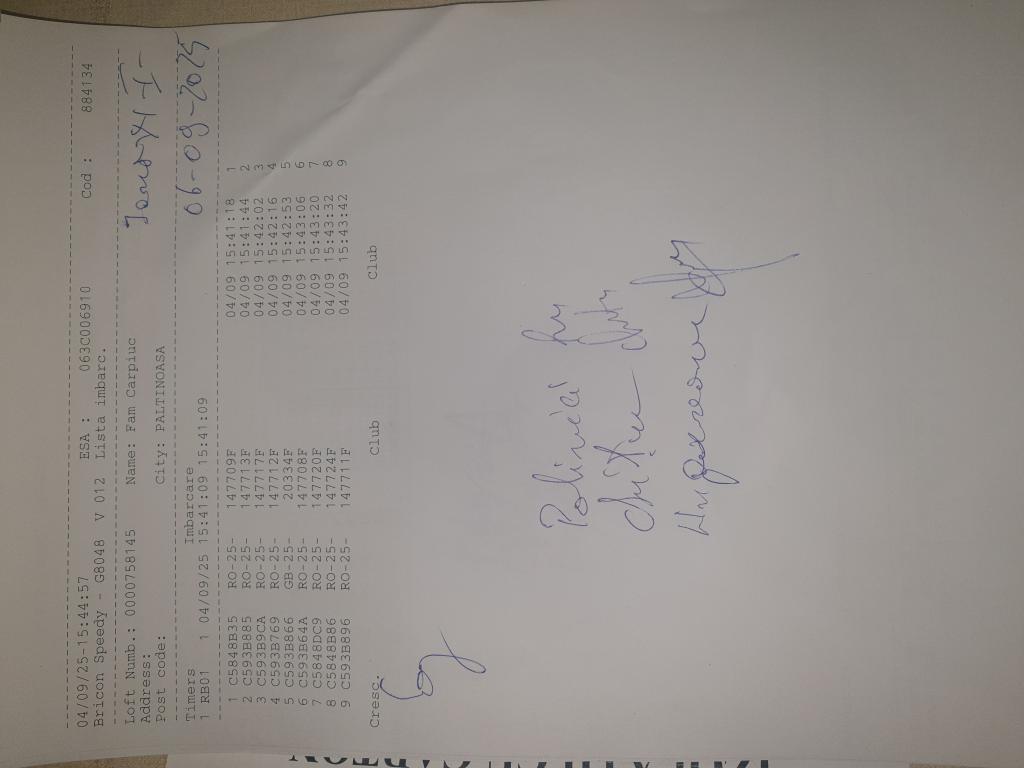 04/09/25-15:44:57 ESA : 063C006910 Cod : 884134
Bricon Speedy - G8048 V 012 Lista imbarc.
Loft Numb.: 0000758145 Name: Fam Carpiuc
Address:
Post code: City: PALTINOASA
06-09-2025
Timers Imbarcare
1 RB01 1 04/09/25 15:41:09 15:41:09
1 C5848B35 RO-25- 147709F 04/09 15:41:18 1
2 C593B885 RO-25- 147713F 04/09 15:41:44 2
3 C593B9CA RO-25- 147717F 04/09 15:42:02 3
4 C593B769 RO-25- 147712F 04/09 15:42:16 4
5 C593B866 GB-25- 20334F 04/09 15:42:53 5
6 C593B64A RO-25- 147708F 04/09 15:43:06 6
7 C5848DC9 RO-25- 147720F 04/09 15:43:20 7
8 C5848B86 RO-25- 147724F 04/09 15:43:32 8
9 C593B896 RO-25- 147711F 04/09 15:43:42 9
Cresc. Club Club